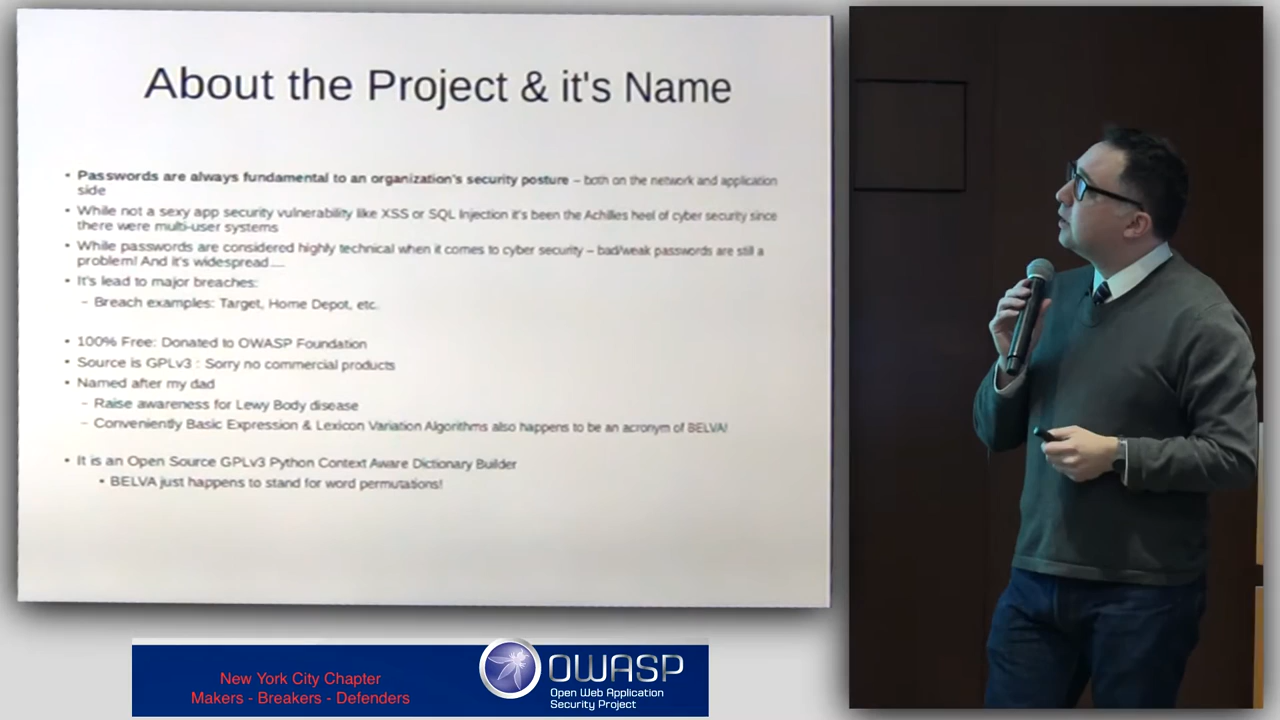 About the Project & it's Name
• Passwords are always fundamental to an organization's security posture – both on the network and application
side
• While not a sexy app security vulnerability like XSS or SQL Injection it's been the Achilles heel of cyber security since
there were multi-user systems
• While passwords are considered highly technical when it comes to cyber security – bad/weak passwords are still a
problem! And it's widespread....
• It's lead to major breaches:
– Breach examples: Target, Home Depot, etc.
• 100% Free: Donated to OWASP Foundation
• Source is GPLv3 : Sorry no commercial products
• Named after my dad
– Raise awareness for Lewy Body disease
– Conveniently Basic Expression & Lexicon Variation Algorithms also happens to be an acronym of BELVA!
• It is an Open Source GPLv3 Python Context Aware Dictionary Builder
• BELVA just happens to stand for word permutations!
New York City Chapter
Makers - Breakers - Defenders
OWASP
Open Web Application
Security Project